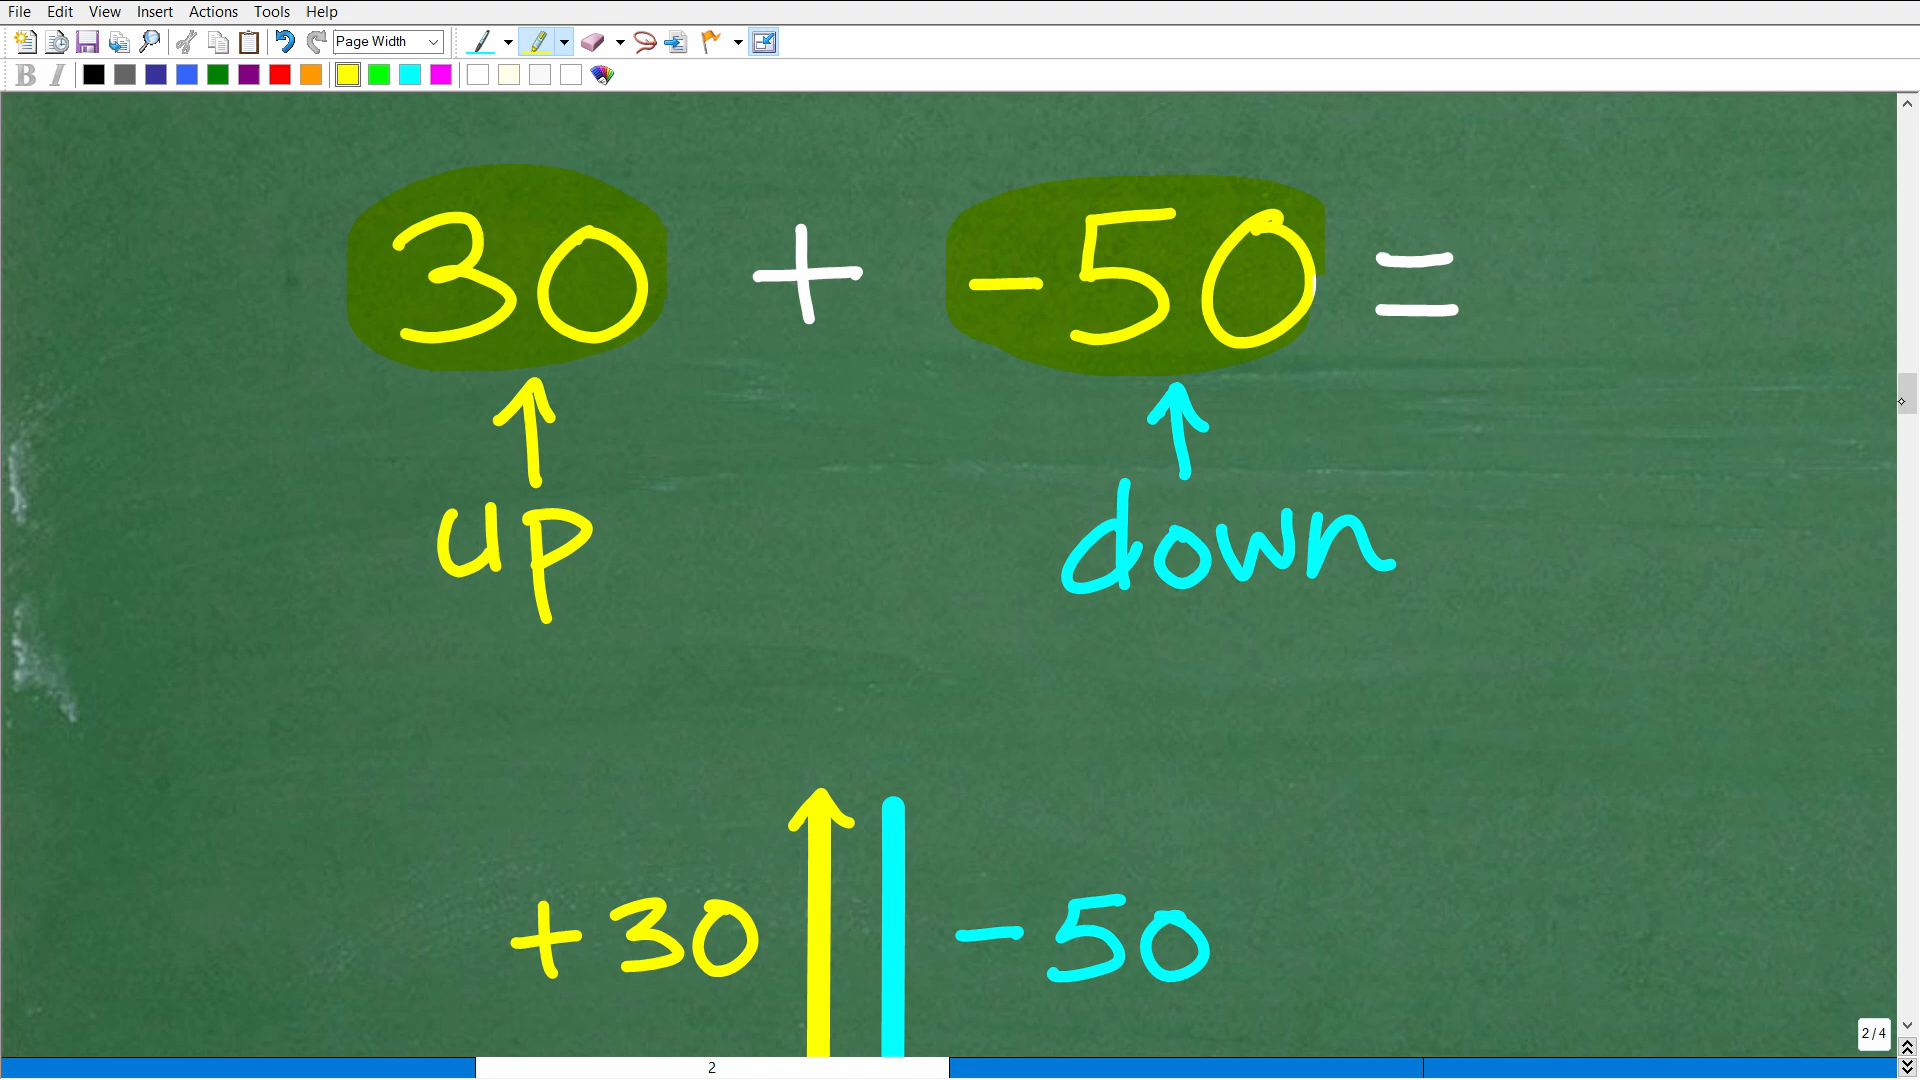 File Edit View Insert Actions Tools Help
Page Width
B I
30 + -50 =
up down
+30 -50
2 / 4
2